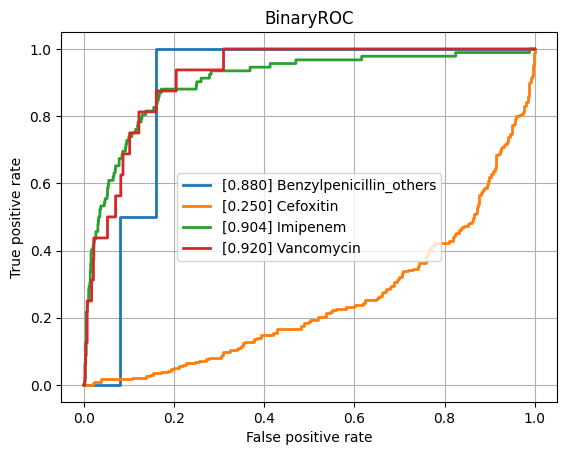 BinaryROC
True positive rate
1.0
0.8
0.6
0.4
0.2
0.0
[0.880] Benzylpenicillin_others
[0.250] Cefoxitin
[0.904] Imipenem
[0.920] Vancomycin
0.0 0.2 0.4 0.6 0.8 1.0
False positive rate